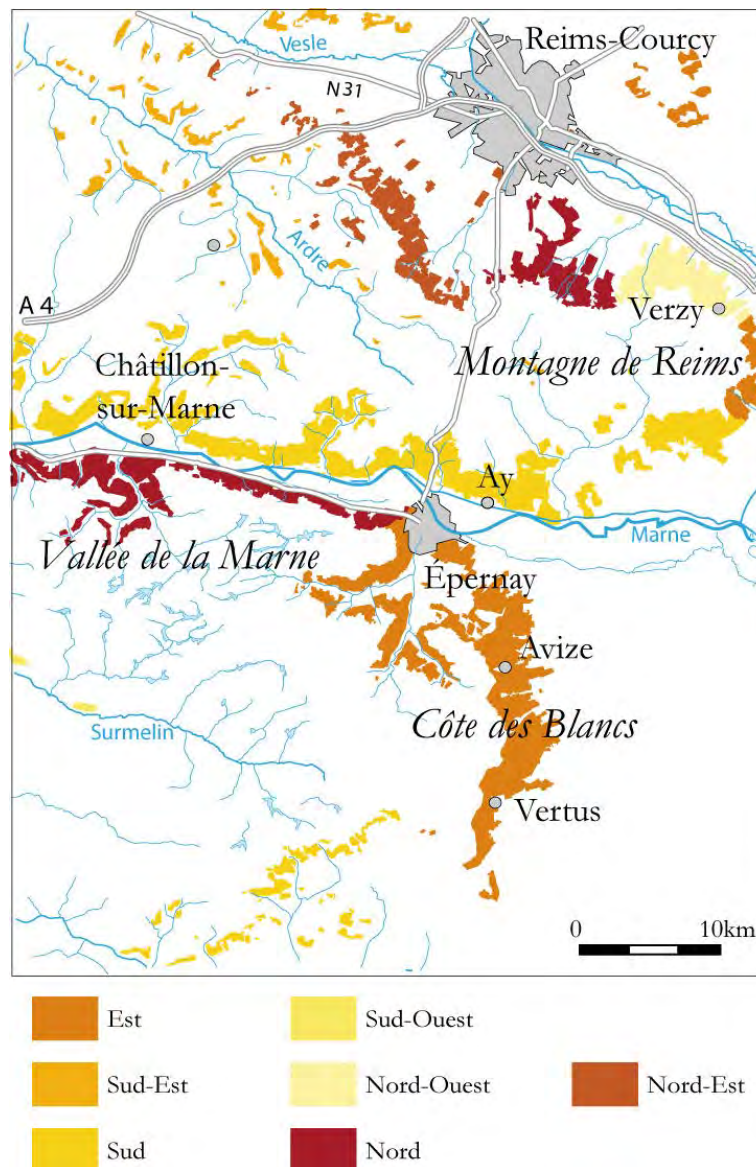 Vesle
Reims-Courcy
N 31
Ardre
A 4
Verzy
Montagne de Reims
Châtillon-
sur-Marne
Ay
Marne
Vallée de la Marne
Épernay
Avize
Surmelin
Côte des Blancs
Vertus
0 10km
Est
Sud-Ouest
Sud-Est
Nord-Ouest
Nord-Est
Sud
Nord